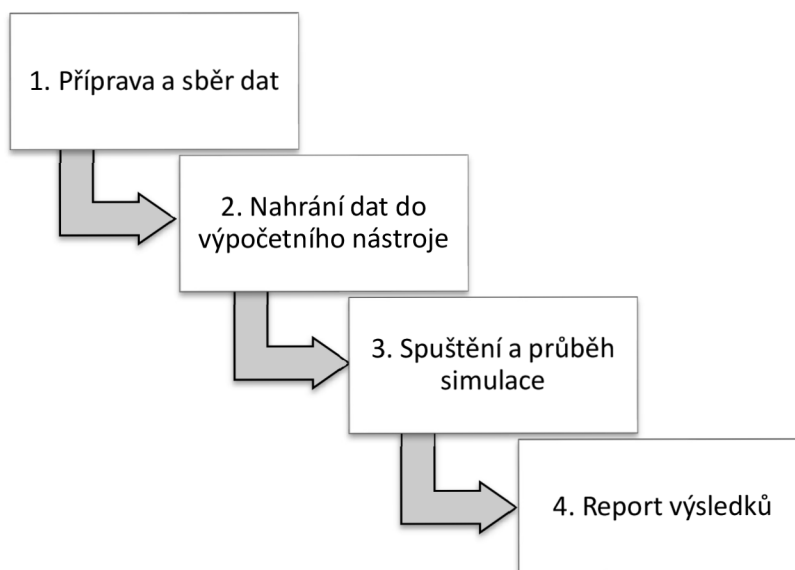 1. Příprava a sběr dat
2. Nahrání dat do
výpočetního nástroje
3. Spuštění a průběh
simulace
4. Report výsledků